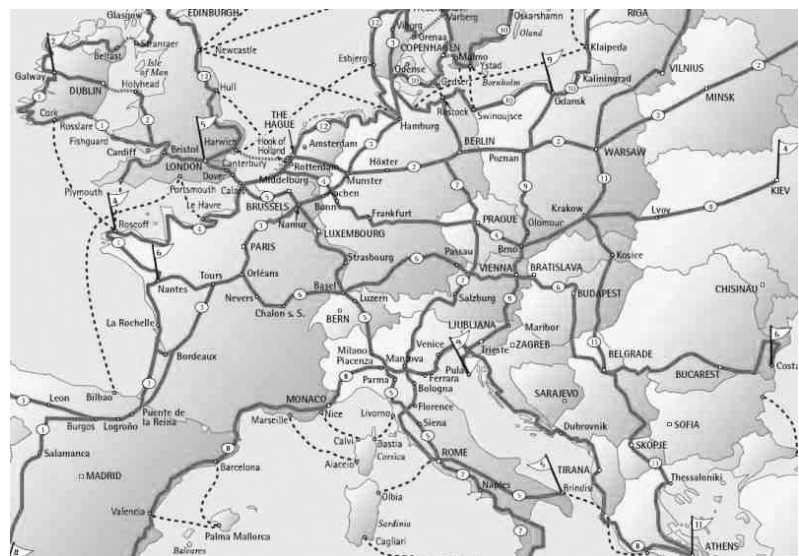 Glasgow
EDINBURGH
Viborg
Varberg
Oskarshamn
RIGA
Stranraer
Grenaa
Oland
Belfast
Newcastle
COPENHAGEN
Klaipeda
Isle of
Man
Esbjerg
Malmo
Galway
Odense
Ystad
VILNIUS
DUBLIN
Holyhead
Hull
Gedser
Bornholm
Kaliningrad
MINSK
Cork
Rostock
Swinoujsce
Gdansk
Rosslare
THE
HAGUE
Hamburg
Fishguard
Bristol
Harwich
Hook of
Holland
Amsterdam
BERLIN
WARSAW
Cardiff
LONDON
Canterbury
Rotterdam
Höxter
Poznan
Dover
Middelburg
Munster
Plymouth
Portsmouth
Calais
Aachen
KIEV
BRUSSELS
Bonn
Krakow
Le Havre
Frankfurt
PRAGUE
Olomouc
Lvov
Roscoff
Namur
LUXEMBOURG
Brno
PARIS
Passau
Kosice
Strasbourg
VIENNA
BRATISLAVA
Nantes
Tours
Orléans
Basel
CHISINAU
Nevers
Luzern
Salzburg
BUDAPEST
Chalon s. S.
BERN
La Rochelle
LJUBLJANA
Maribor
Milano
Venice
Trieste
ZAGREB
Bordeaux
Piacenza
Mantova
BELGRADE
Pula
Parma
Ferrara
BUCAREST
Costa
Bologna
Leon
Bilbao
MONACO
SARAJEVO
Puente de
la Reina
Marseille
Nice
Livorno
Florence
Burgos
Logroño
Siena
Dubrovnik
SOFIA
Calvi
Bastia
SKOPJE
Salamanca
Corsica
ROME
Barcelona
Aiaccio
TIRANA
MADRID
Thessaloniki
Olbia
Naples
Brindisi
Valencia
Sardinia
Palma Mallorca
Cagliari
Baleares
ATHENS